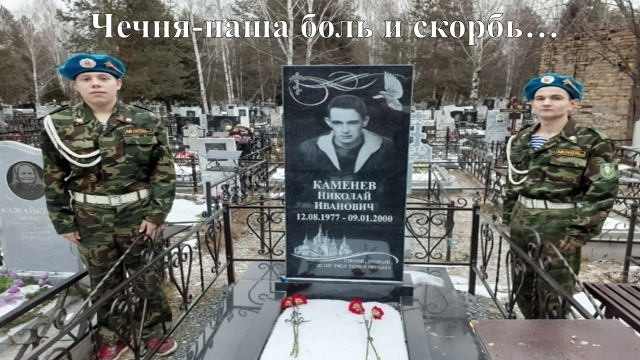 Чечня-наша боль и скорбь...
КАМЕНЕВ
НИКОЛАЙ
ИВАНОВИЧ
12.08.1977 - 09.01.2000